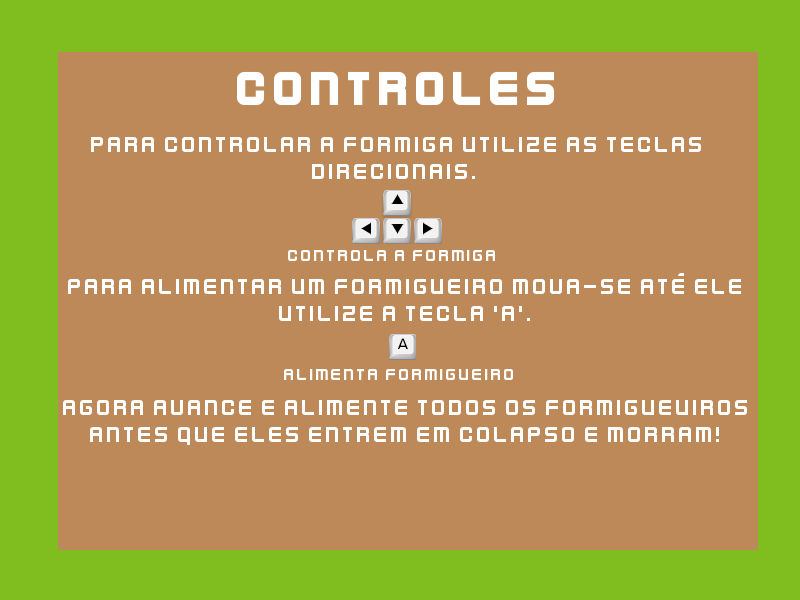 CONTROLES
PARA CONTROLAR A FORMIGA UTILIZE AS TECLAS
DIRECIONAIS.
CONTROLA A FORMIGA
PARA ALIMENTAR UM FORMIGUEIRO MOVA-SE ATÉ ELE
UTILIZE A TECLA 'A'.
A
ALIMENTA FORMIGUEIRO
AGORA AVANCE E ALIMENTE TODOS OS FORMIGUEVIROS
ANTES QUE ELES ENTREM EM COLAPSO E MORRAM!